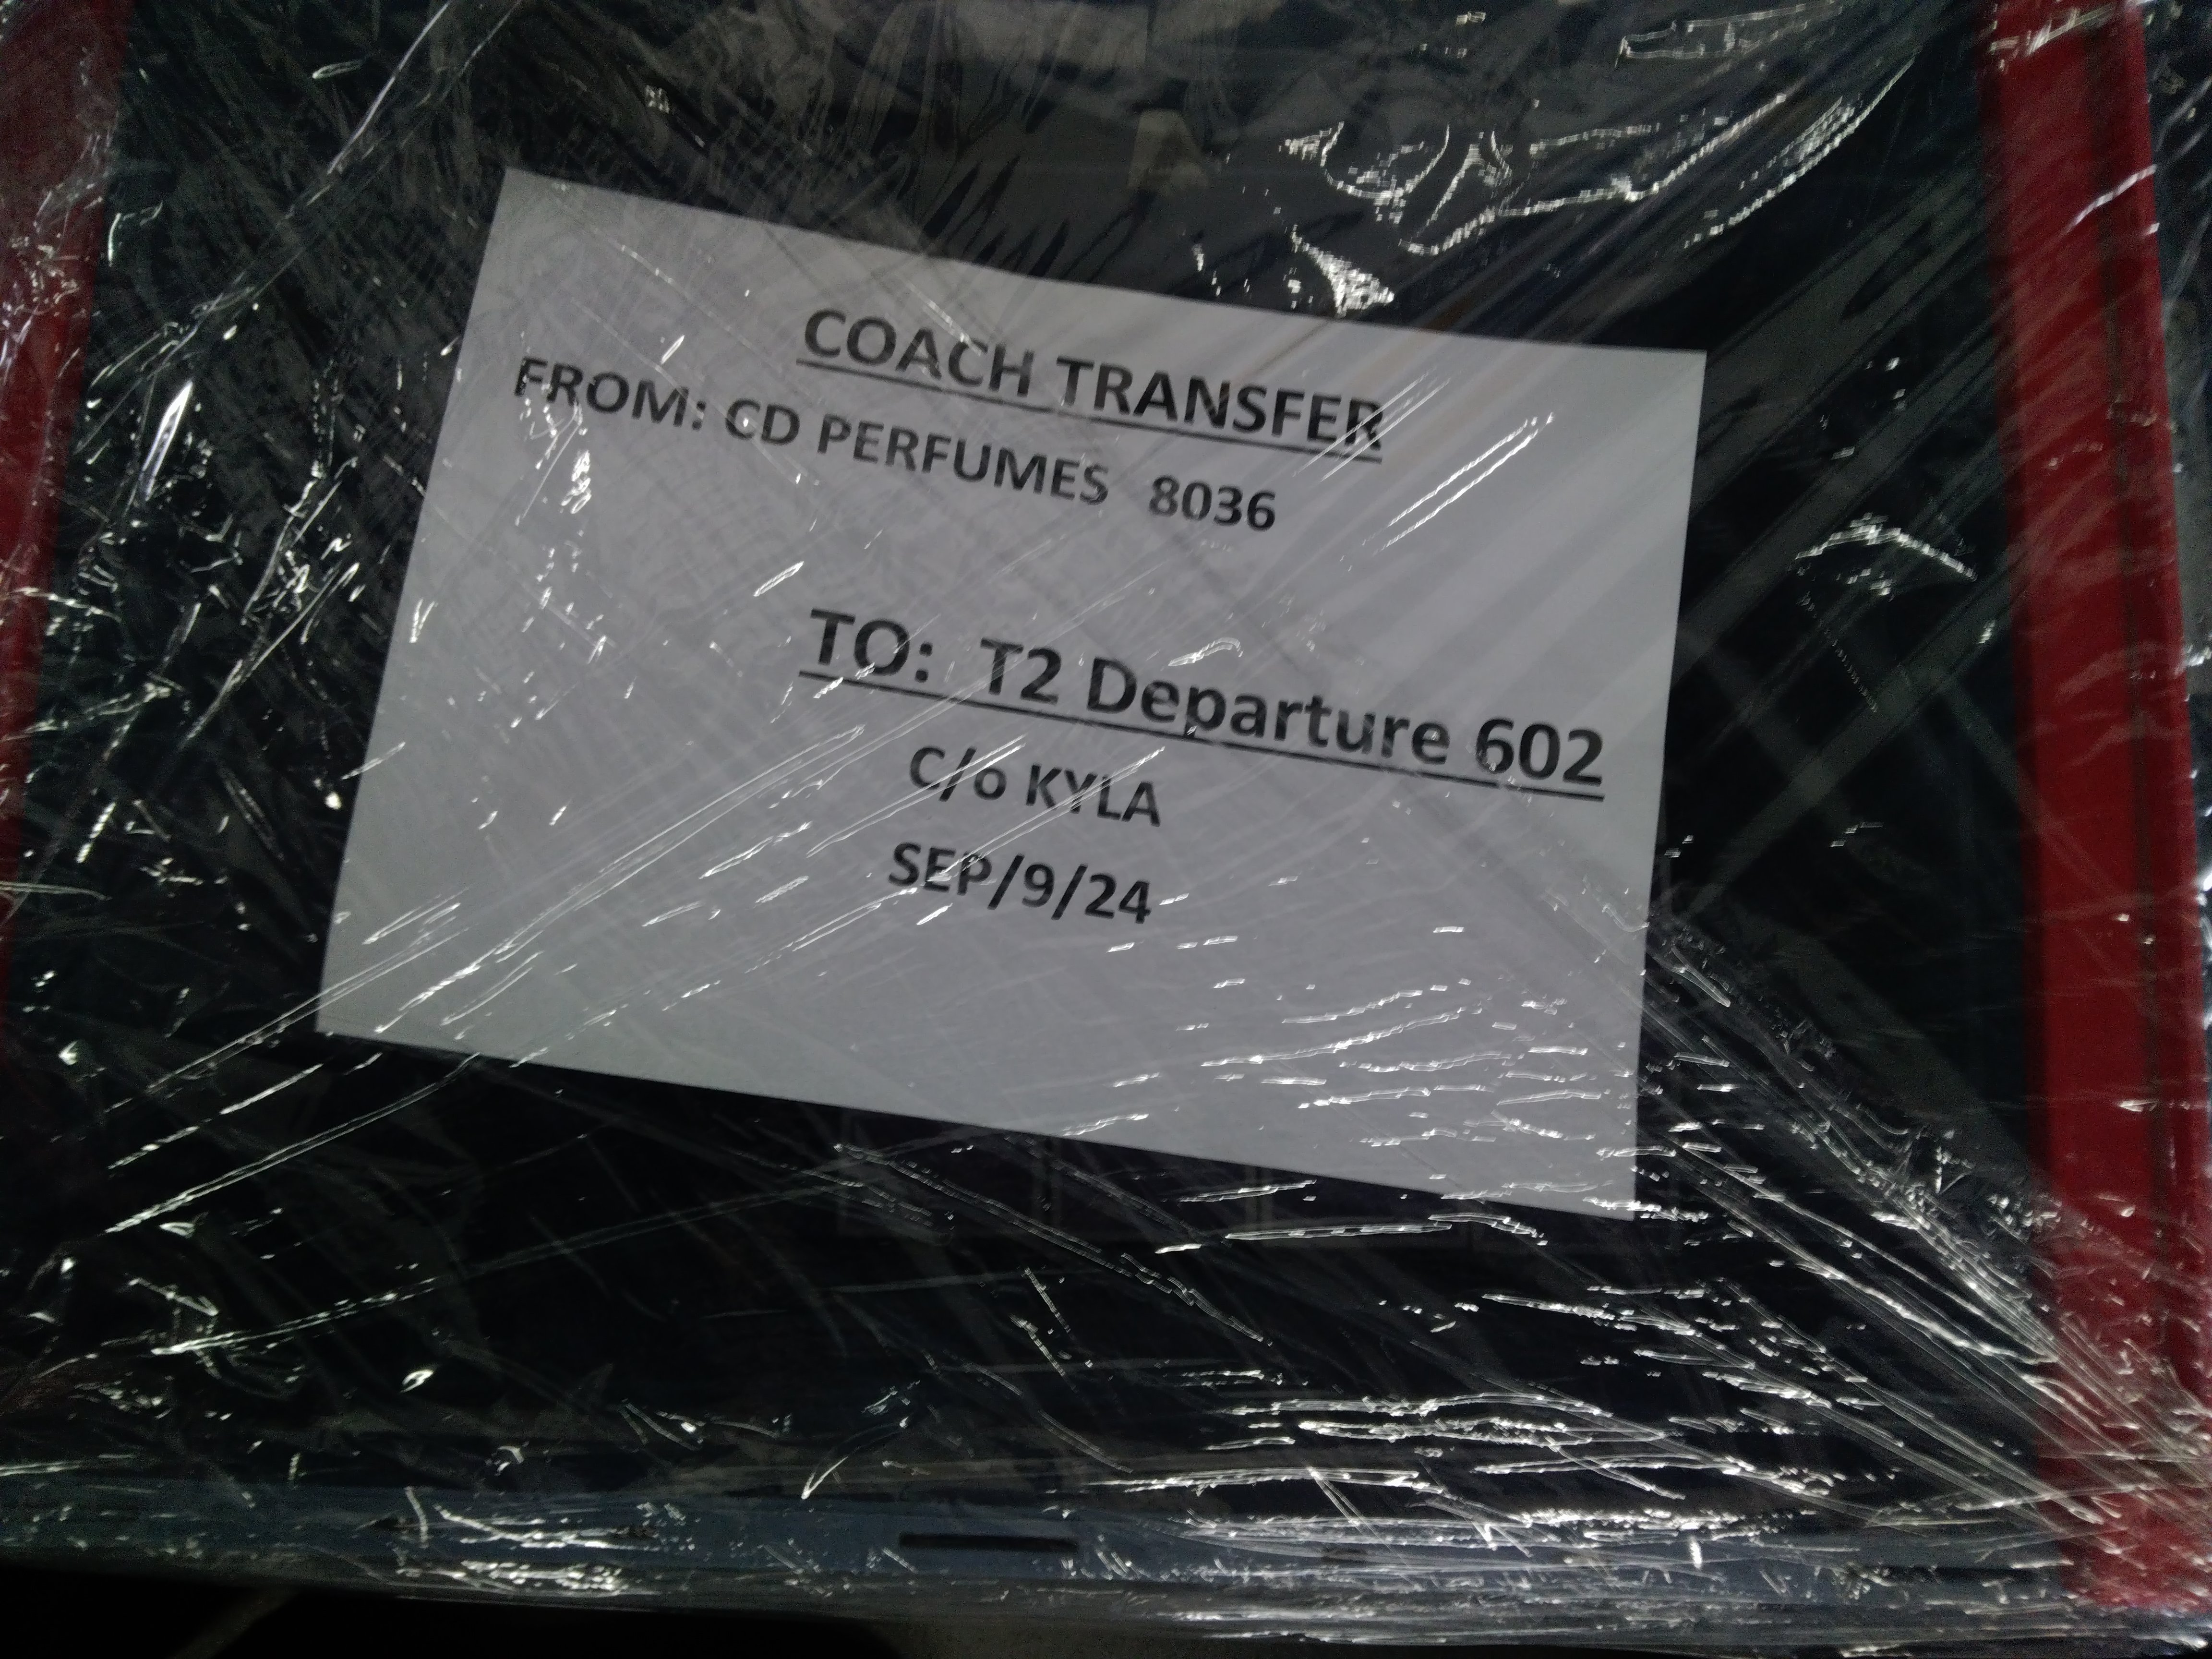 COACH TRANSFER
FROM: CD PERFUMES 8036
TO: T2 Departure 602
C/o KYLA
SEP/9/24